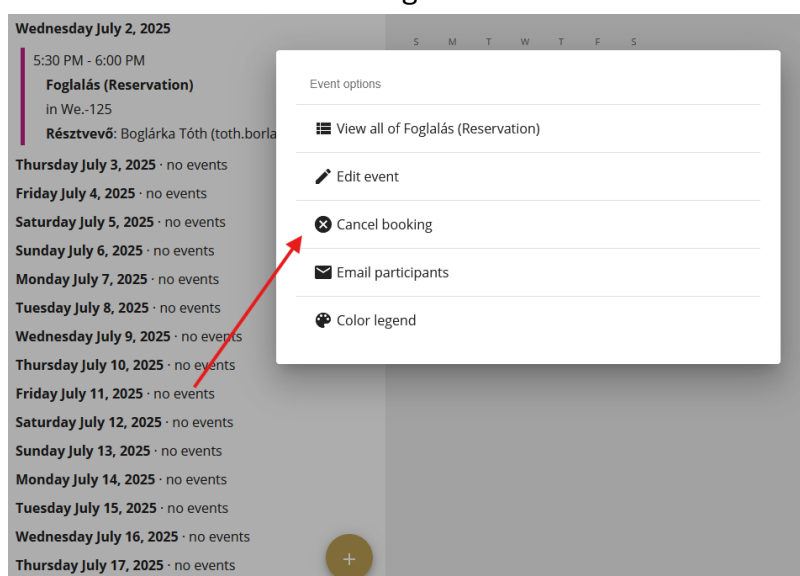 Wednesday July 2, 2025
S M T W T F S
5:30 PM - 6:00 PM
Foglalás (Reservation)
in We.-125
Résztvevő: Boglárka Tóth (toth.borla
Thursday July 3, 2025 · no events
Friday July 4, 2025 · no events
Saturday July 5, 2025 · no events
Sunday July 6, 2025 · no events
Monday July 7, 2025 · no events
Tuesday July 8, 2025 · no events
Wednesday July 9, 2025 · no events
Thursday July 10, 2025 · no events
Friday July 11, 2025 · no events
Saturday July 12, 2025 · no events
Sunday July 13, 2025 · no events
Monday July 14, 2025 · no events
Tuesday July 15, 2025 · no events
Wednesday July 16, 2025 · no events
Thursday July 17, 2025 · no events
+
Event options
View all of Foglalás (Reservation)
Edit event
Cancel booking
Email participants
Color legend